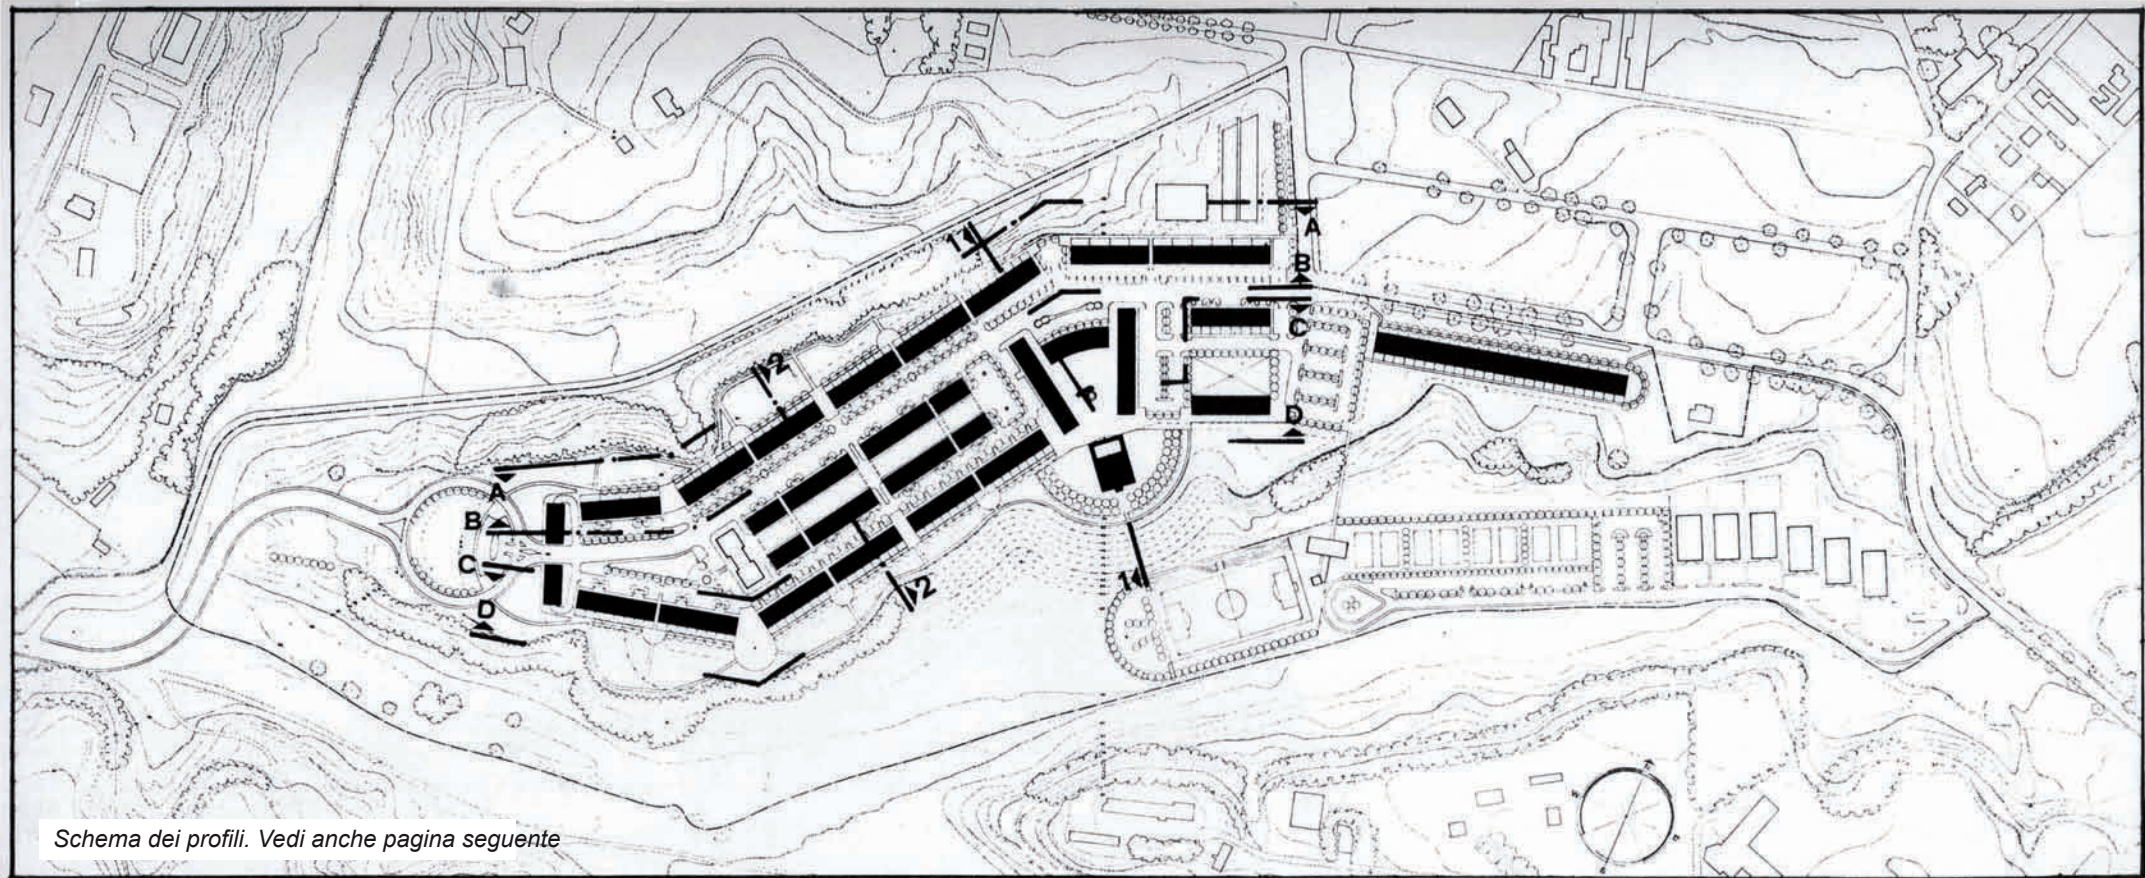 A
1
B
C
2
P
D
A
B
C
1
2
D
Schema dei profili. Vedi anche pagina seguente